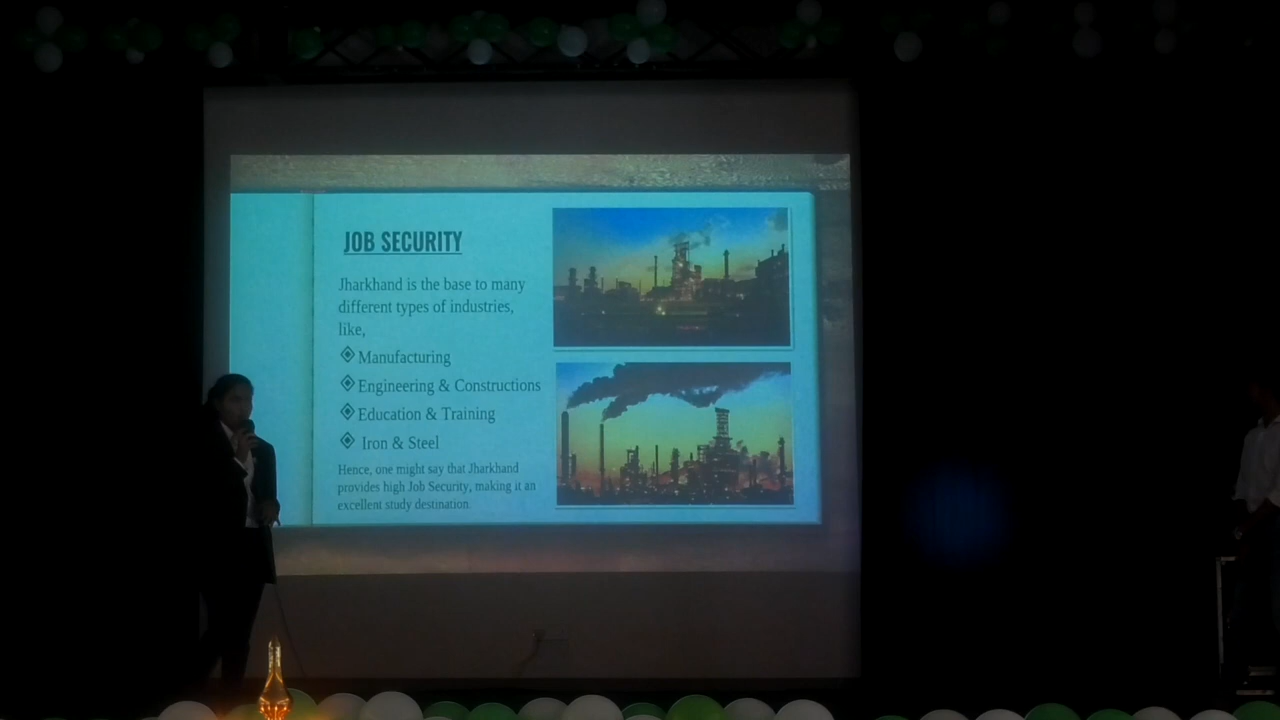 JOB SECURITY
Jharkhand is the base to many
different types of industries,
like,
Manufacturing
Engineering & Constructions
Education & Training
Iron & Steel
Hence, one might say that Jharkhand
provides high Job Security, making it an
excellent study destination.